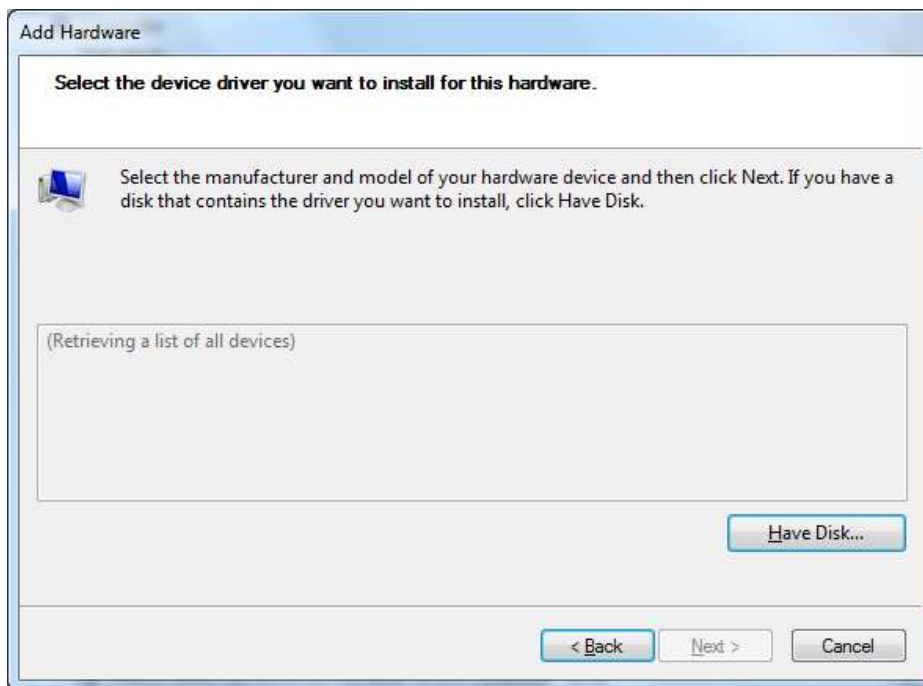 Add Hardware
Select the device driver you want to install for this hardware.
Select the manufacturer and model of your hardware device and then click Next. If you have a
disk that contains the driver you want to install, click Have Disk.
(Retrieving a list of all devices)
Have Disk...
< Back Next > Cancel